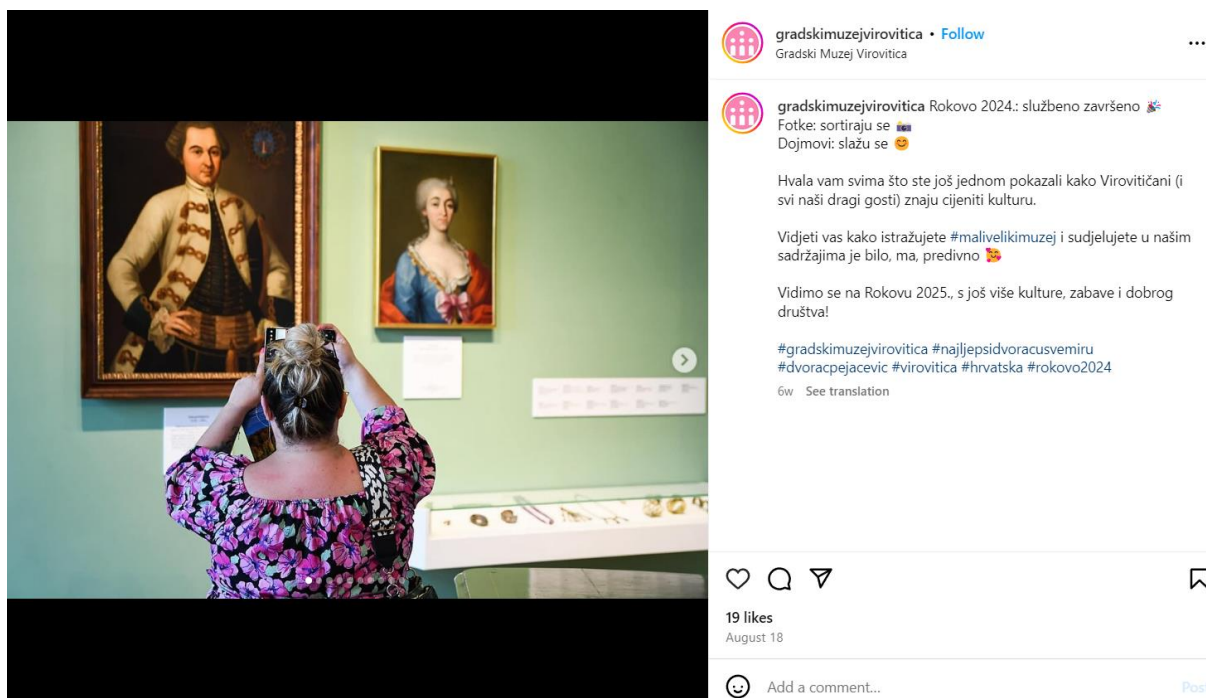 gradskimuzejvirovitica • Follow
Gradski Muzej Virovitica
gradskimuzejvirovitica Rokovo 2024.: službeno završeno 🎉
Fotke: sortiraju se 📸
Dojmovi: slažu se 😊
Hvala vam svima što ste još jednom pokazali kako Virovitičani (i
svi naši dragi gosti) znaju cijeniti kulturu.
Vidjeti vas kako istražujete #malivelikimuzej i sudjelujete u našim
sadržajima je bilo, ma, predivno 🥰
Vidimo se na Rokovu 2025., s još više kulture, zabave i dobrog
društva!
#gradskimuzejvirovitica #najljepsidvoracusvemiru
#dvoracpejacevic #virovitica #hrvatska #rokovo2024
6w See translation
19 likes
August 18
Add a comment...
Pos